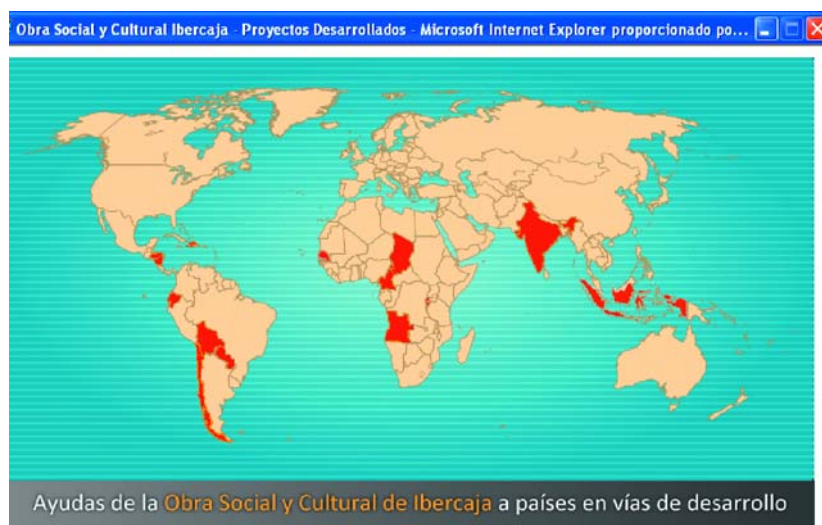 Obra Social y Cultural Ibercaja - Proyectos Desarrollados - Microsoft Internet Explorer proporcionado po...
Ayudas de la Obra Social y Cultural de Ibercaja a países en vías de desarrollo